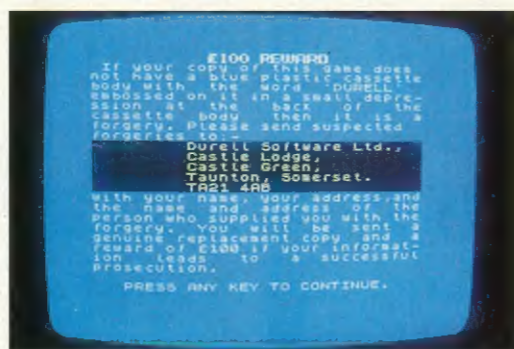 £100 REWARD
If your copy of this game does
not have a blue plastic cassette
body with the word 'DURELL'
embossed on it in a small depre-
ssion at the back of the
cassette body then it is a
forgery. Please send suspected
forgeries to:-
Durell Software Ltd.,
Castle Lodge,
Castle Green,
Taunton, Somerset.
TA21 4AB
with your name, your address,and
the name and address of the
person who supplied you with the
forgery. You will be sent a
genuine replacement copy and a
reward of £100 if your informat-
ion leads to a successful
prosecution.
PRESS ANY KEY TO CONTINUE.